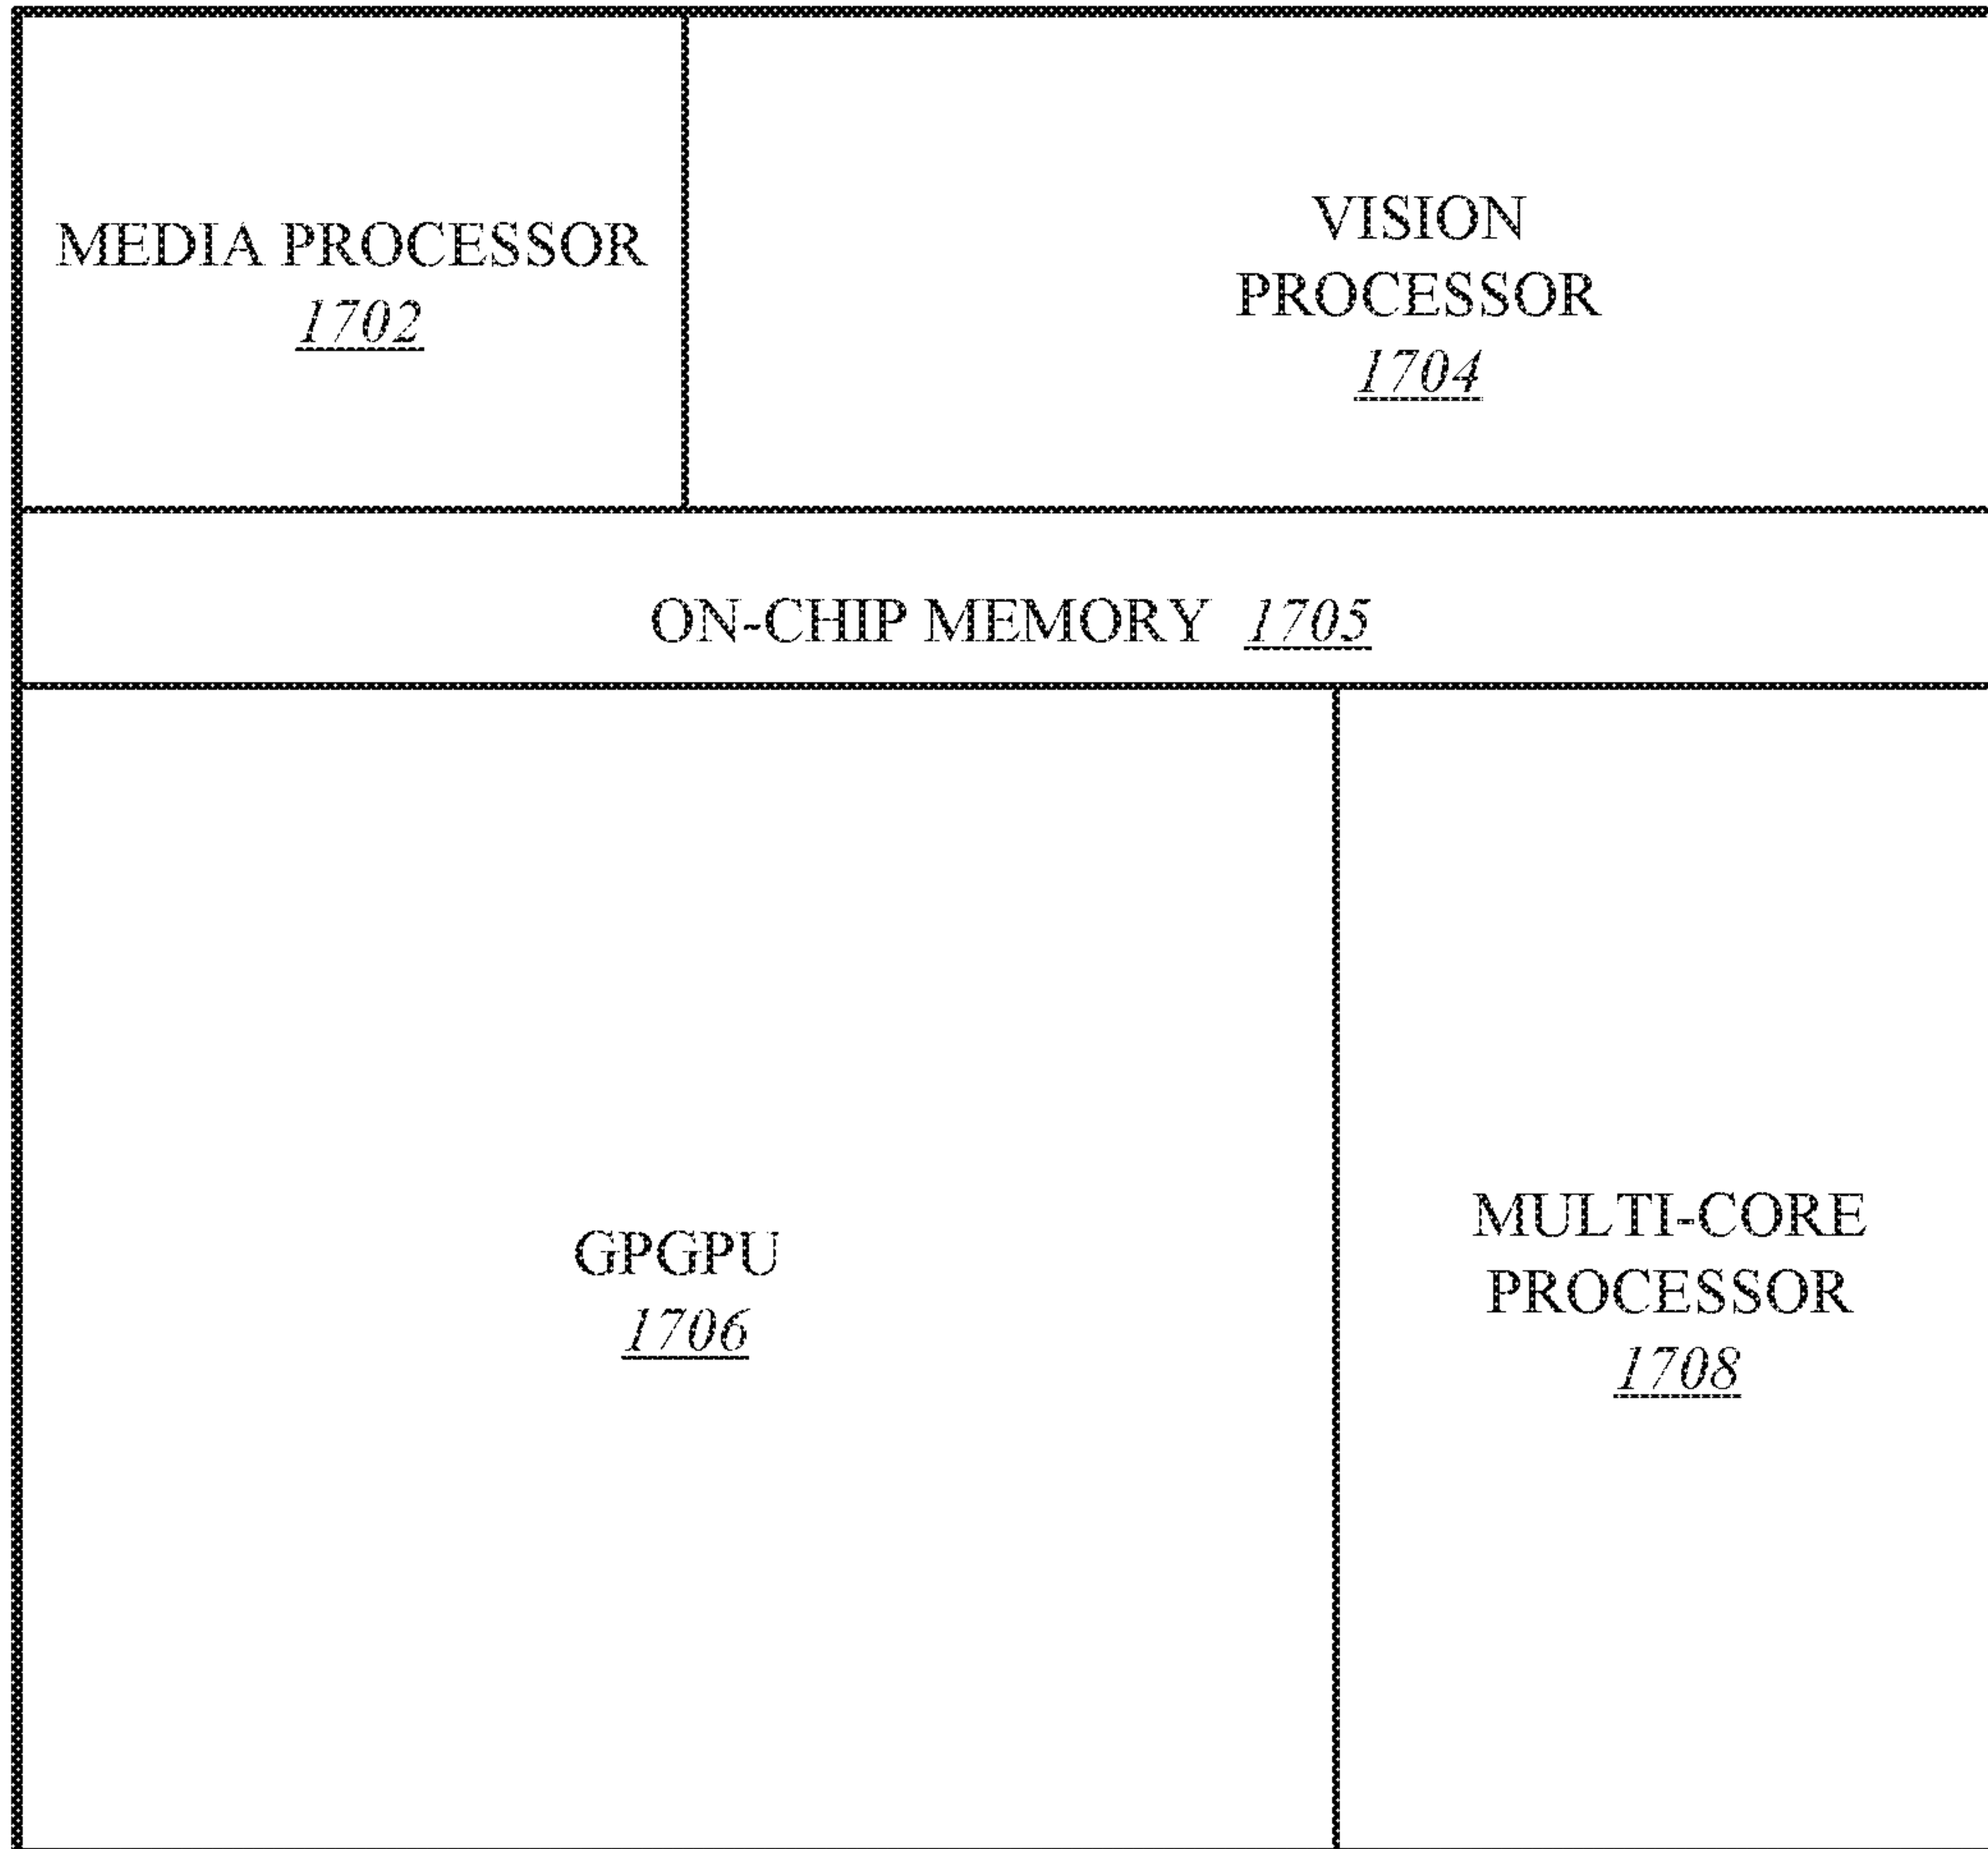 MEDIA PROCESSOR
1702
VISION
PROCESSOR
1704
ON-CHIP MEMORY 1705
GPGPU
1706
MULTI-CORE
PROCESSOR
1708